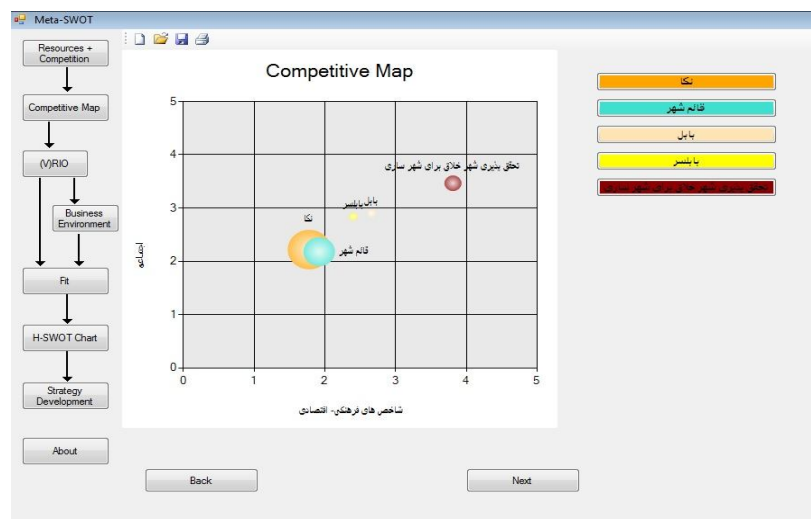 Meta-SWOT
Resources +
Competition
Competitive Map
(V)RIO
Business
Environment
Fit
H-SWOT Chart
Strategy
Development
About
Competitive Map
5
4
3
2
1
0
0
1
2
3
4
5
تحقق پذیری شهر خلاق برای شهر ساری
بابل
بابلسر
نکا
قائم شهر
اجتماعی
شاخص های فرهنگی- اقتصادی
نکا
قائم شهر
بابل
بابلسر
تحقق پذیری شهر خلاق برای شهر ساری
Back
Next